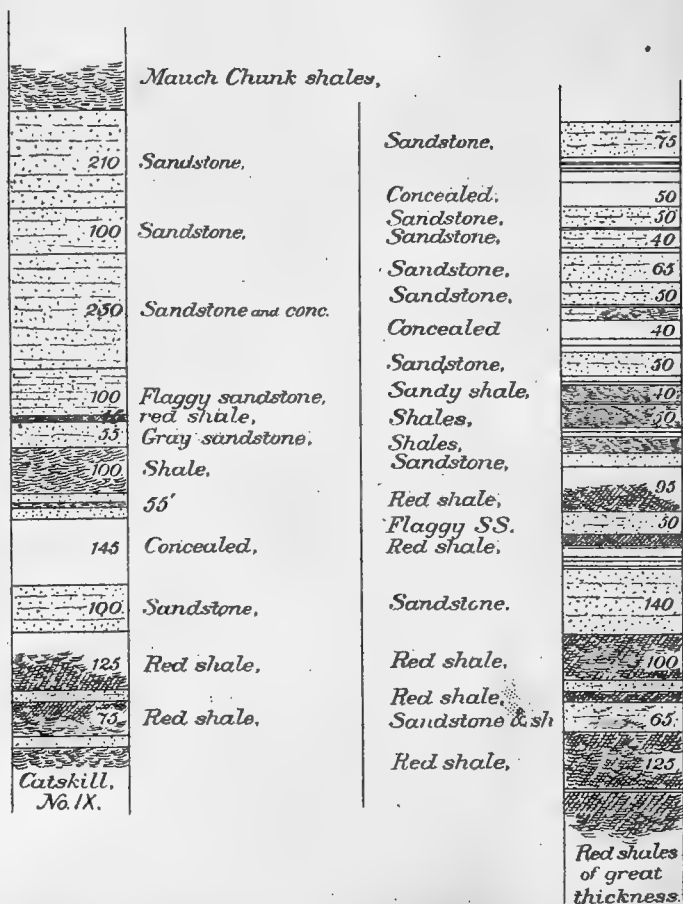 Mauch Chunk shales,
210 Sandstone,
100 Sandstone,
250 Sandstone and conc.
100 Flaggy sandstone,
red shale,
55 Gray sandstone,
100 Shale,
55'
145 Concealed,
100 Sandstone,
125 Red shale,
75 Red shale,
Catskill,
No. IX.
Sandstone, 75
Concealed, 50
Sandstone, 50
Sandstone, 40
Sandstone, 65
Sandstone, 50
Concealed 40
Sandstone, 50
Sandy shale, 40
Shales, 50
Shales,
Sandstone,
Red shale, 95
Flaggy SS. 50
Red shale,
Sandstone. 140
Red shale, 100
Red shale,
Sandstone & sh 65
Red shale, 125
Red shales
of great
thickness.